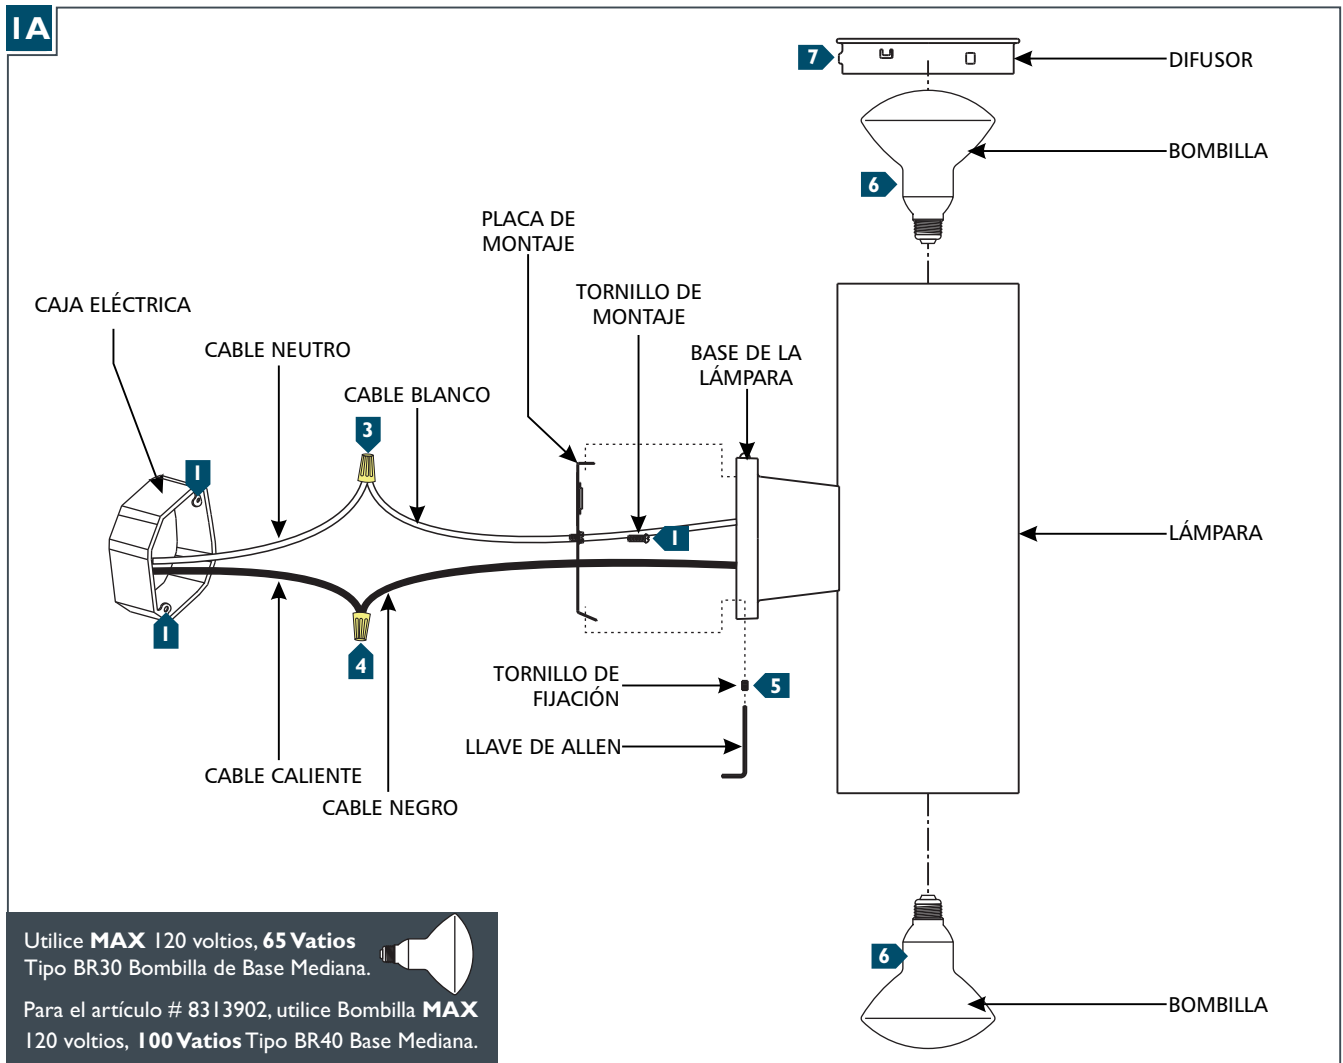 1A
7
DIFUSOR
BOMBILLA
6
PLACA DE
MONTAJE
CAJA ELÉCTRICA
TORNILLO DE
MONTAJE
CABLE NEUTRO
BASE DE LA
LÁMPARA
CABLE BLANCO
3
1
1
LÁMPARA
1
4
TORNILLO DE
FIJACIÓN
5
LLAVE DE ALLEN
CABLE CALIENTE
CABLE NEGRO
Utilice MAX 120 voltios, 65 Vatios
Tipo BR30 Bombilla de Base Mediana.
Para el artículo # 8313902, utilice Bombilla MAX
120 voltios, 100 Vatios Tipo BR40 Base Mediana.
6
BOMBILLA